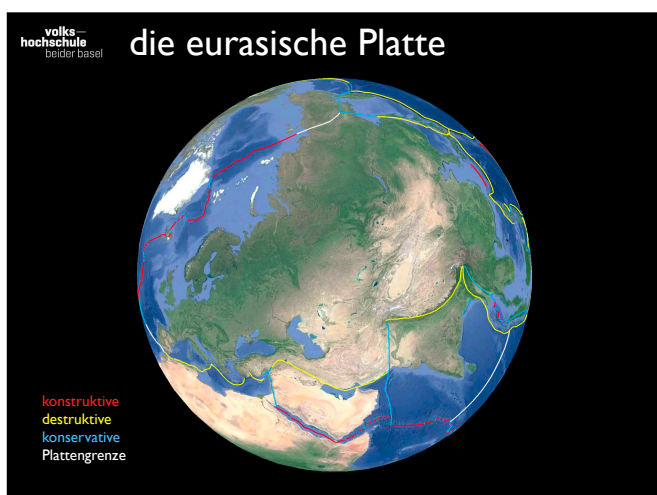 volks—
hochschule
beider basel
die eurasische Platte
konstruktive
destruktive
konservative
Plattengrenze